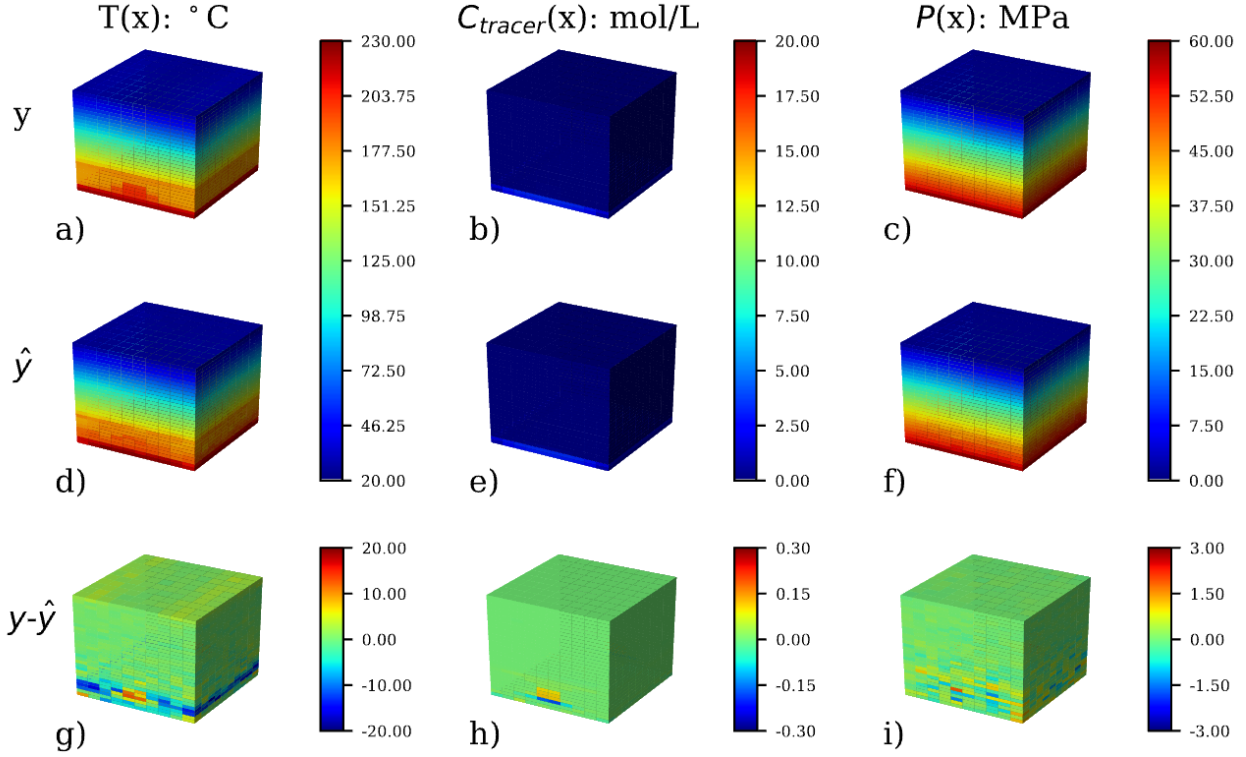 T(x): °C
C_tracer(x): mol/L
P(x): MPa
y
230.00
203.75
177.50
151.25
125.00
98.75
72.50
46.25
20.00
20.00
17.50
15.00
12.50
10.00
7.50
5.00
2.50
0.00
60.00
52.50
45.00
37.50
30.00
22.50
15.00
7.50
0.00
a)
b)
c)
ŷ
d)
e)
f)
y-ŷ
20.00
10.00
0.00
-10.00
-20.00
0.30
0.15
0.00
-0.15
-0.30
3.00
1.50
0.00
-1.50
-3.00
g)
h)
i)